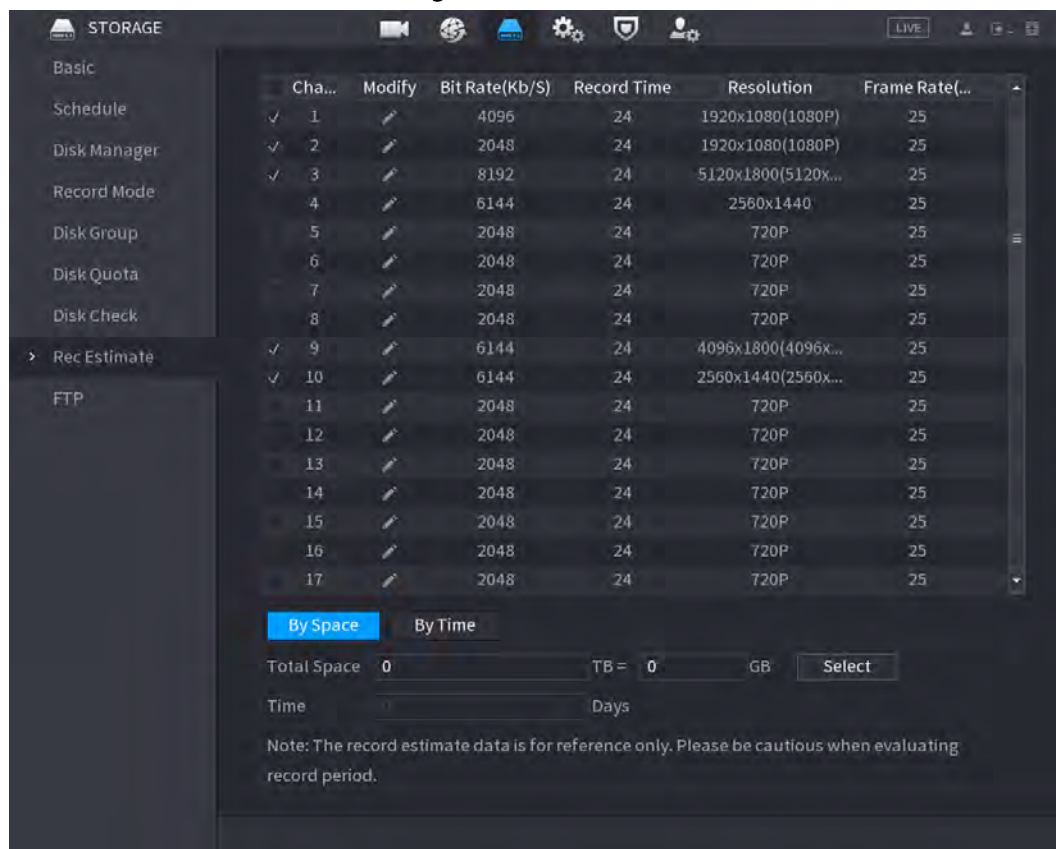 STORAGE LIVE
Basic
Schedule
Disk Manager
Record Mode
Disk Group
Disk Quota
Disk Check
Rec Estimate
FTP
Cha... Modify Bit Rate(Kb/S) Record Time Resolution Frame Rate(...
1 4096 24 1920x1080(1080P) 25
2 2048 24 1920x1080(1080P) 25
3 8192 24 5120x1800(5120x... 25
4 6144 24 2560x1440 25
5 2048 24 720P 25
6 2048 24 720P 25
7 2048 24 720P 25
8 2048 24 720P 25
9 6144 24 4096x1800(4096x... 25
10 6144 24 2560x1440(2560x... 25
11 2048 24 720P 25
12 2048 24 720P 25
13 2048 24 720P 25
14 2048 24 720P 25
15 2048 24 720P 25
16 2048 24 720P 25
17 2048 24 720P 25
By Space By Time
Total Space 0 TB = 0 GB Select
Time Days
Note: The record estimate data is for reference only. Please be cautious when evaluating
record period.